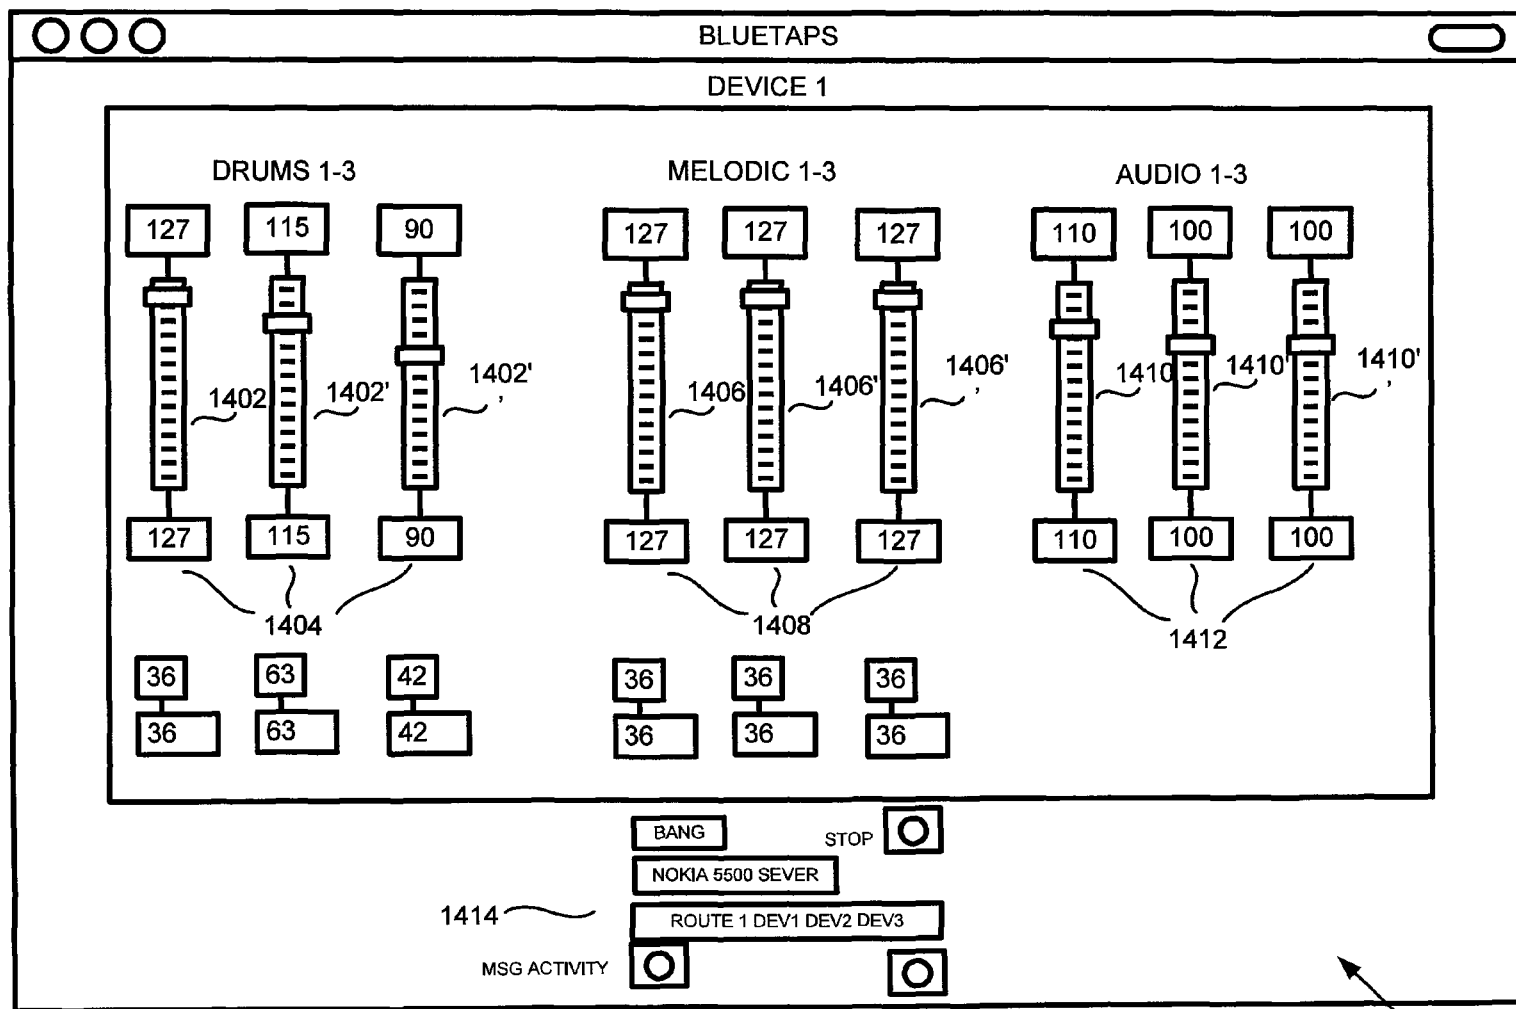 BLUETAPS
DEVICE 1
DRUMS 1-3 MELODIC 1-3 AUDIO 1-3
127 115 90 127 127 127 110 100 100
1402 1402' 1402', 1406 1406' 1406', 1410 1410' 1410',
127 115 90 127 127 127 110 100 100
1404 1408 1412
36 63 42 36 36 36
36 63 42 36 36 36
BANG STOP
NOKIA 5500 SEVER
1414 ROUTE 1 DEV1 DEV2 DEV3
MSG ACTIVITY